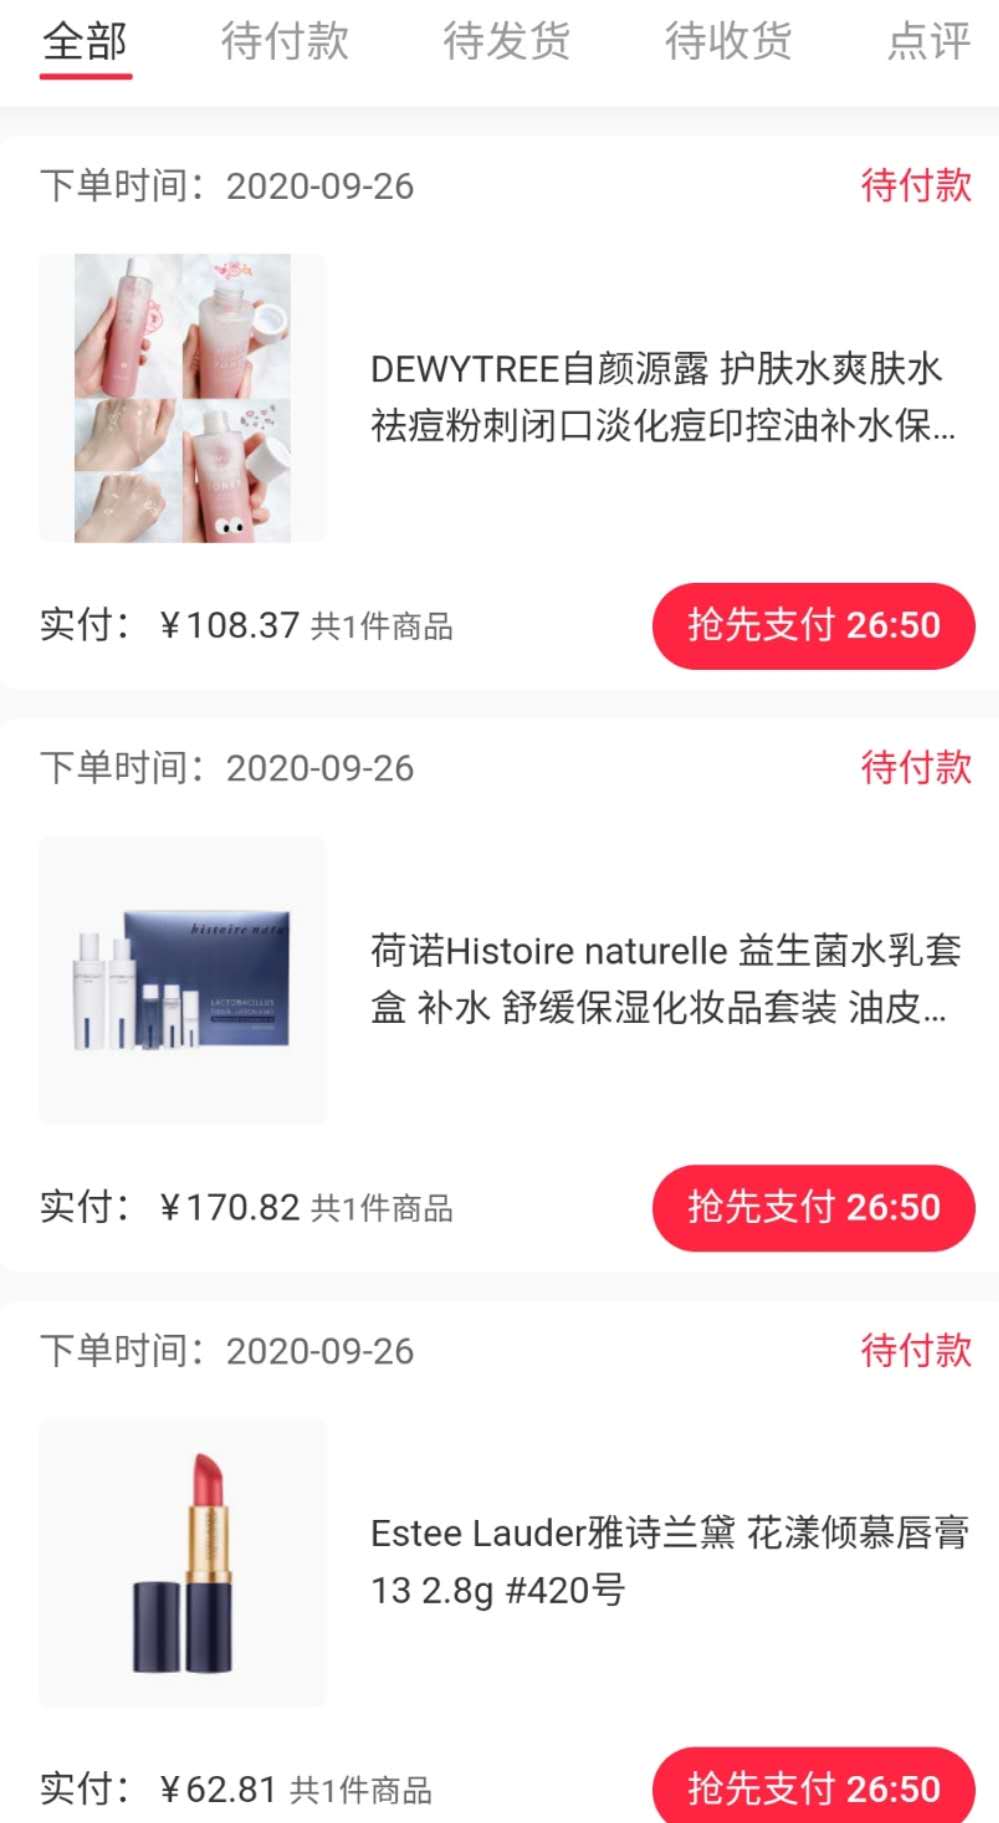 全部 待付款 待发货 待收货 点评
下单时间：2020-09-26 待付款
DEWYTREE自颜源露 护肤水爽肤水
祛痘粉刺闭口淡化痘印控油补水保...
实付：￥108.37 共1件商品 抢先支付 26:50
下单时间：2020-09-26 待付款
histoire natu
LACTOBACILLUS
荷诺Histoire naturelle 益生菌水乳套
盒 补水 舒缓保湿化妆品套装 油皮...
实付：￥170.82 共1件商品 抢先支付 26:50
下单时间：2020-09-26 待付款
Estee Lauder雅诗兰黛 花漾倾慕唇膏
13 2.8g #420号
实付：￥62.81 共1件商品 抢先支付 26:50